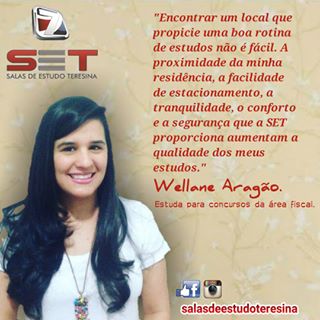 SET
SALAS DE ESTUDO TERESINA
"Encontrar um local que
propicie uma boa rotina
de estudos não é fácil. A
proximidade da minha
residência, a facilidade
de estacionamento, a
tranquilidade, o conforto
e a segurança que a SET
proporciona aumentam a
qualidade dos meus
estudos."
Wellane Aragão.
Estuda para concursos da área fiscal.
salasdeestudoteresina